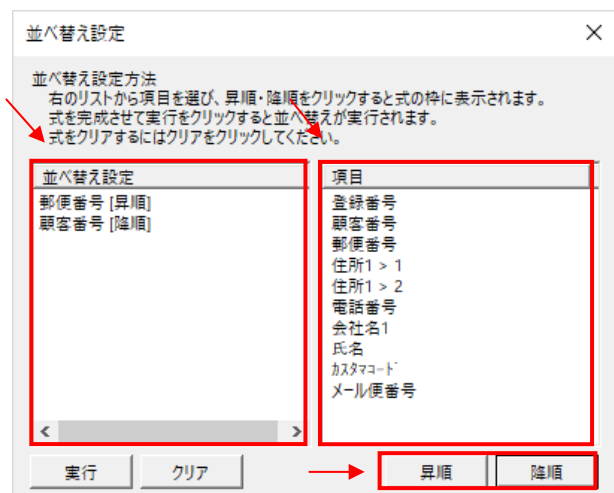 並べ替え設定
並べ替え設定方法
右のリストから項目を選び、昇順・降順をクリックすると式の枠に表示されます。
式を完成させて実行をクリックすると並べ替えが実行されます。
式をクリアするにはクリアをクリックしてください。
並べ替え設定
郵便番号 [昇順]
顧客番号 [降順]
項目
登録番号
顧客番号
郵便番号
住所1 > 1
住所1 > 2
電話番号
会社名1
氏名
ｶｽﾀﾏｺｰﾄﾞ
メール便番号
実行
クリア
昇順
降順